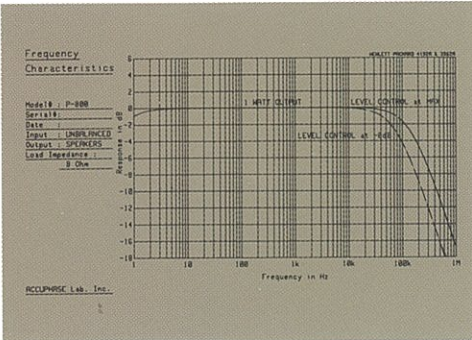 Frequency
Characteristics
Model# : P-800
Serial#:
Date :
Input : UNBALANCED
Output : SPEAKERS
Load Impedance :
8 Ohm
ACCUPHASE Lab. Inc.
HEWLETT PACKARD 4192A &
1 WATT OUTPUT
LEVEL CONTROL at MAX
LEVEL CONTROL at -6dB
Response in dB
6
4
2
0
-2
-4
-6
-8
-10
-12
-14
-16
-18
1
10
100
1k
10k
100k
1M
Frequency in Hz